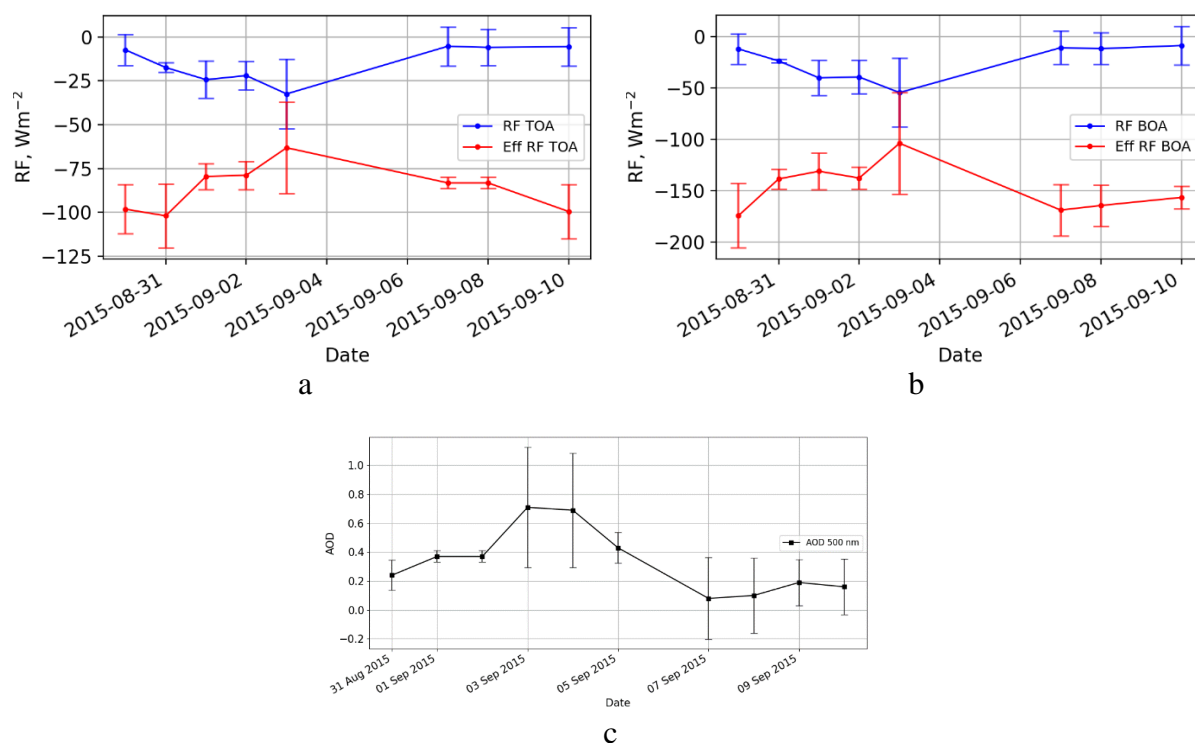 0
−25
−50
−75
−100
−125
RF, Wm⁻²
RF TOA
Eff RF TOA
2015-08-31
2015-09-02
2015-09-04
2015-09-06
2015-09-08
2015-09-10
Date
a
0
−50
−100
−150
−200
RF, Wm⁻²
RF BOA
Eff RF BOA
2015-08-31
2015-09-02
2015-09-04
2015-09-06
2015-09-08
2015-09-10
Date
b
1.0
0.8
0.6
0.4
0.2
0.0
−0.2
AOD
AOD 500 nm
31 Aug 2015
01 Sep 2015
03 Sep 2015
05 Sep 2015
07 Sep 2015
09 Sep 2015
Date
c